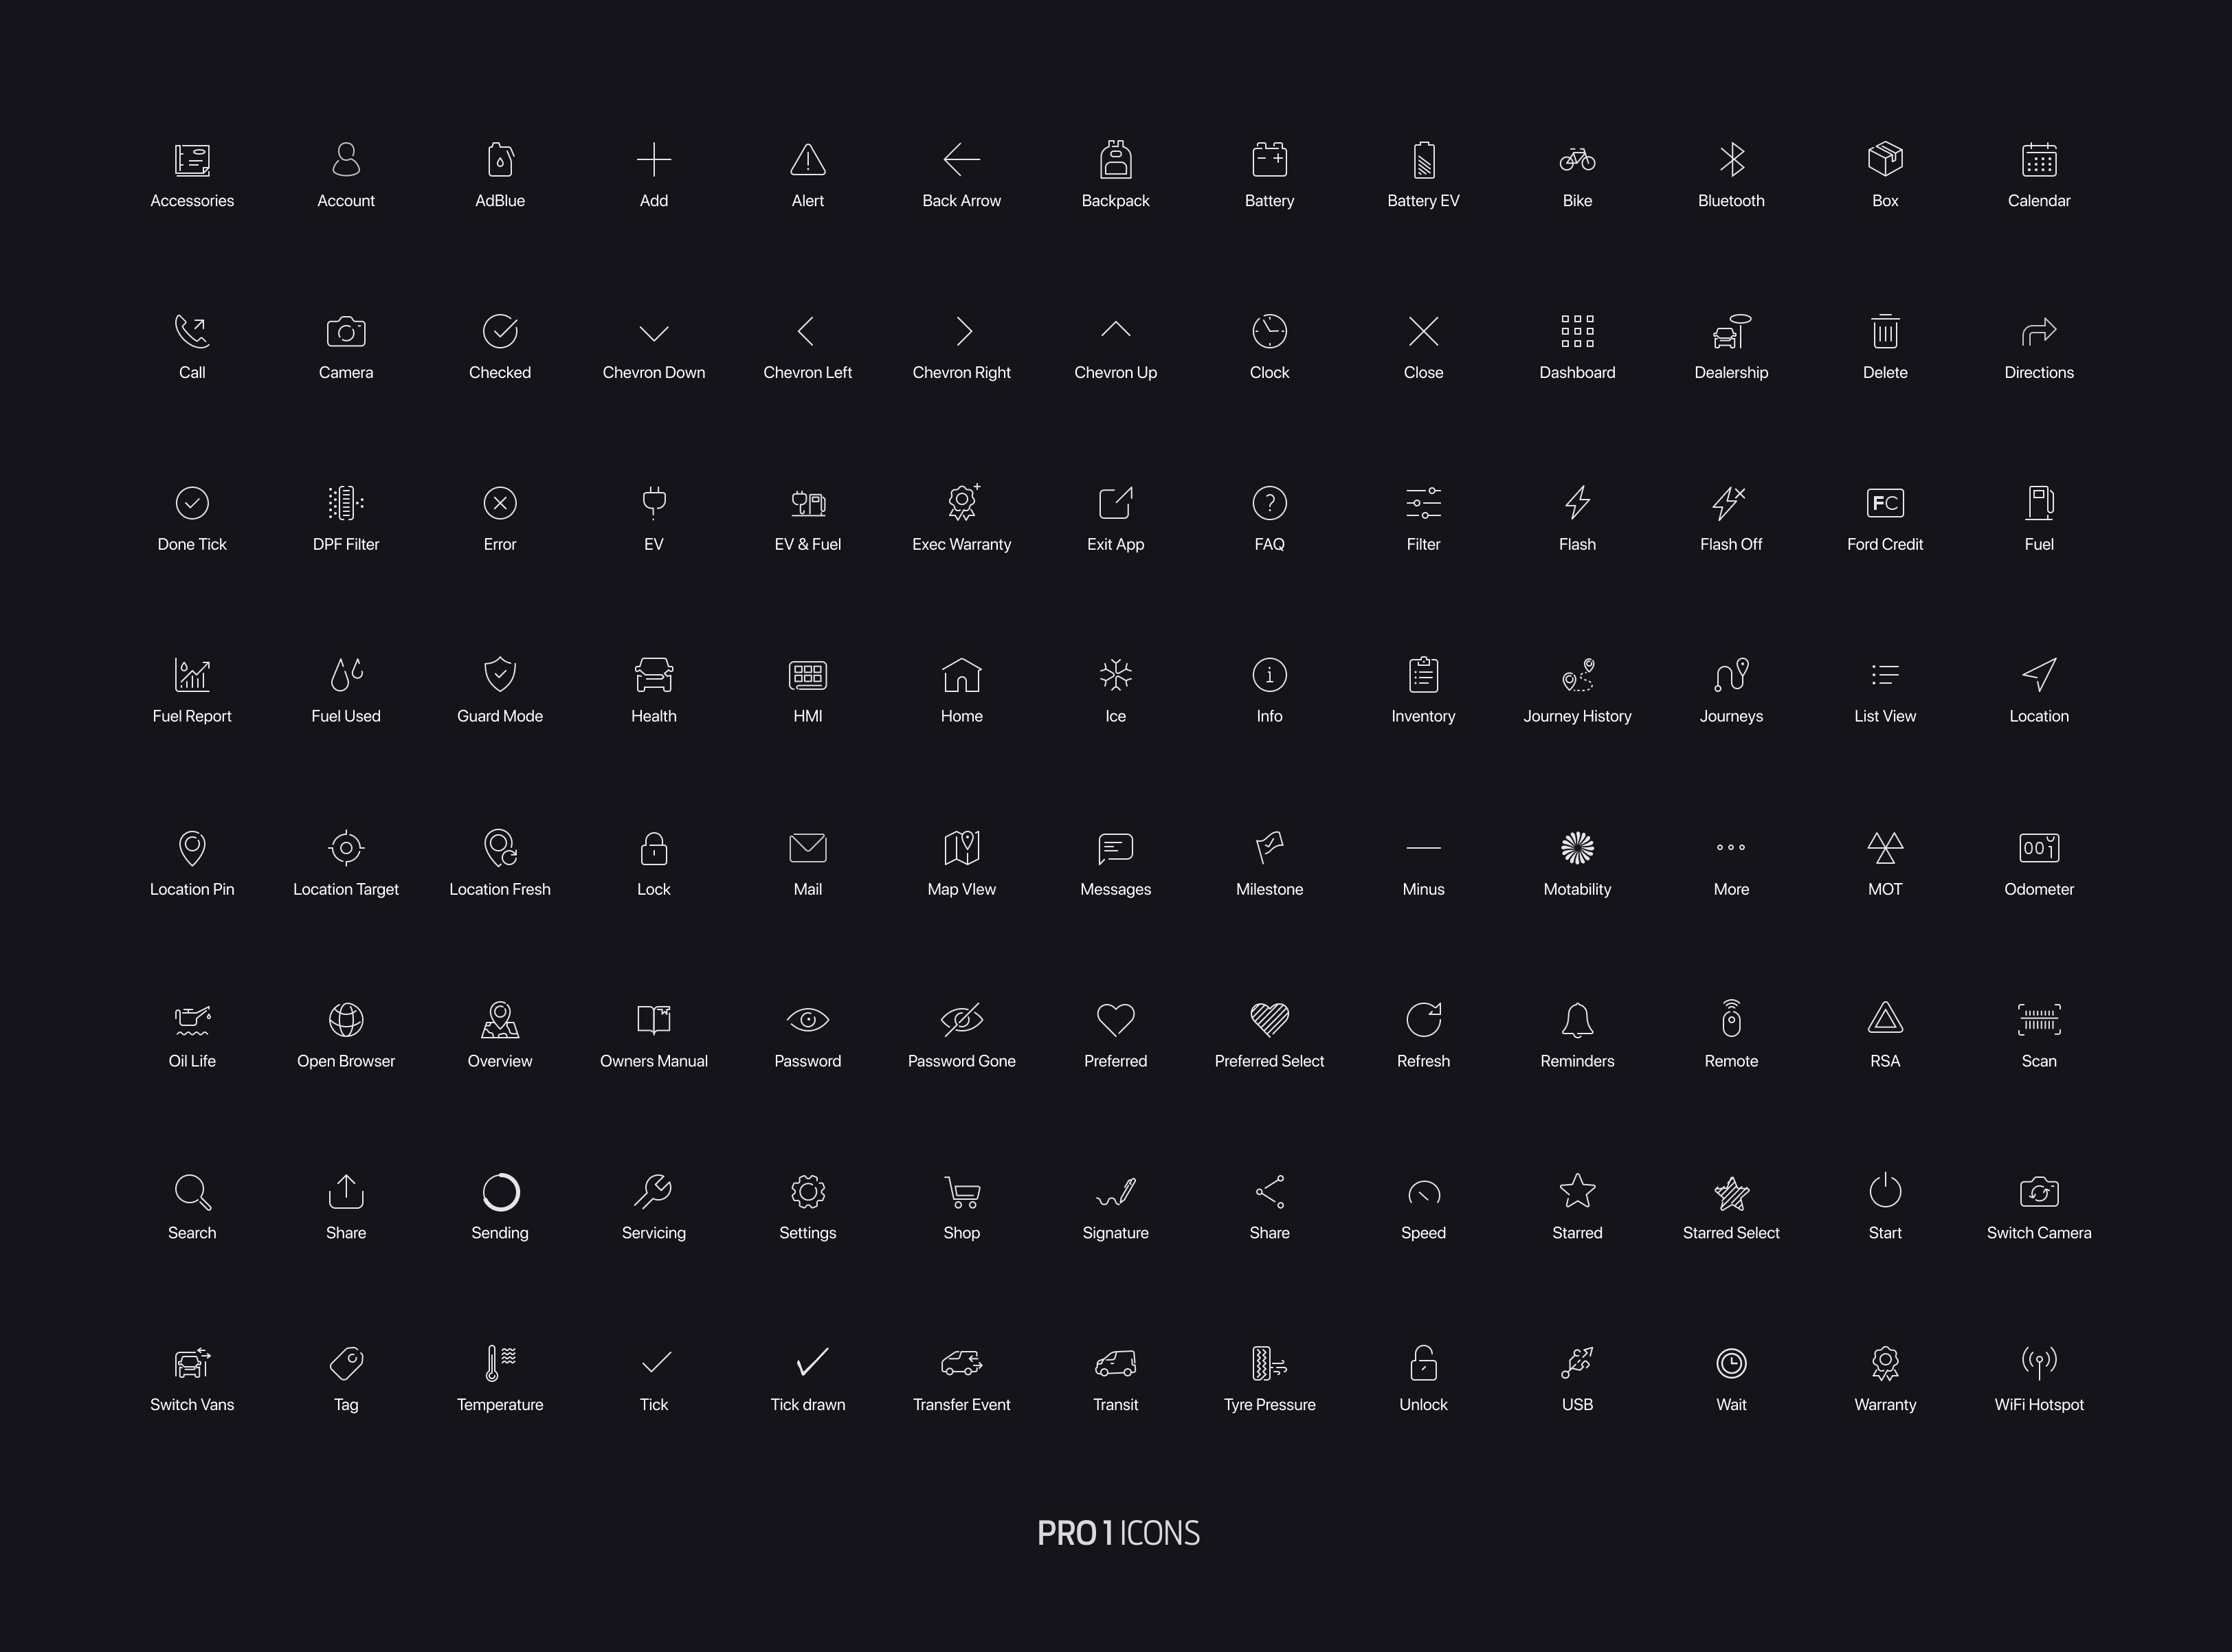 Accessories Account AdBlue Add Alert Back Arrow Backpack Battery Battery EV Bike Bluetooth Box Calendar
Call Camera Checked Chevron Down Chevron Left Chevron Right Chevron Up Clock Close Dashboard Dealership Delete Directions
FC
Done Tick DPF Filter Error EV EV & Fuel Exec Warranty Exit App FAQ Filter Flash Flash Off Ford Credit Fuel
Fuel Report Fuel Used Guard Mode Health HMI Home Ice Info Inventory Journey History Journeys List View Location
001
Location Pin Location Target Location Fresh Lock Mail Map VIew Messages Milestone Minus Motability More MOT Odometer
Oil Life Open Browser Overview Owners Manual Password Password Gone Preferred Preferred Select Refresh Reminders Remote RSA Scan
Search Share Sending Servicing Settings Shop Signature Share Speed Starred Starred Select Start Switch Camera
Switch Vans Tag Temperature Tick Tick drawn Transfer Event Transit Tyre Pressure Unlock USB Wait Warranty WiFi Hotspot
PRO 1 ICONS